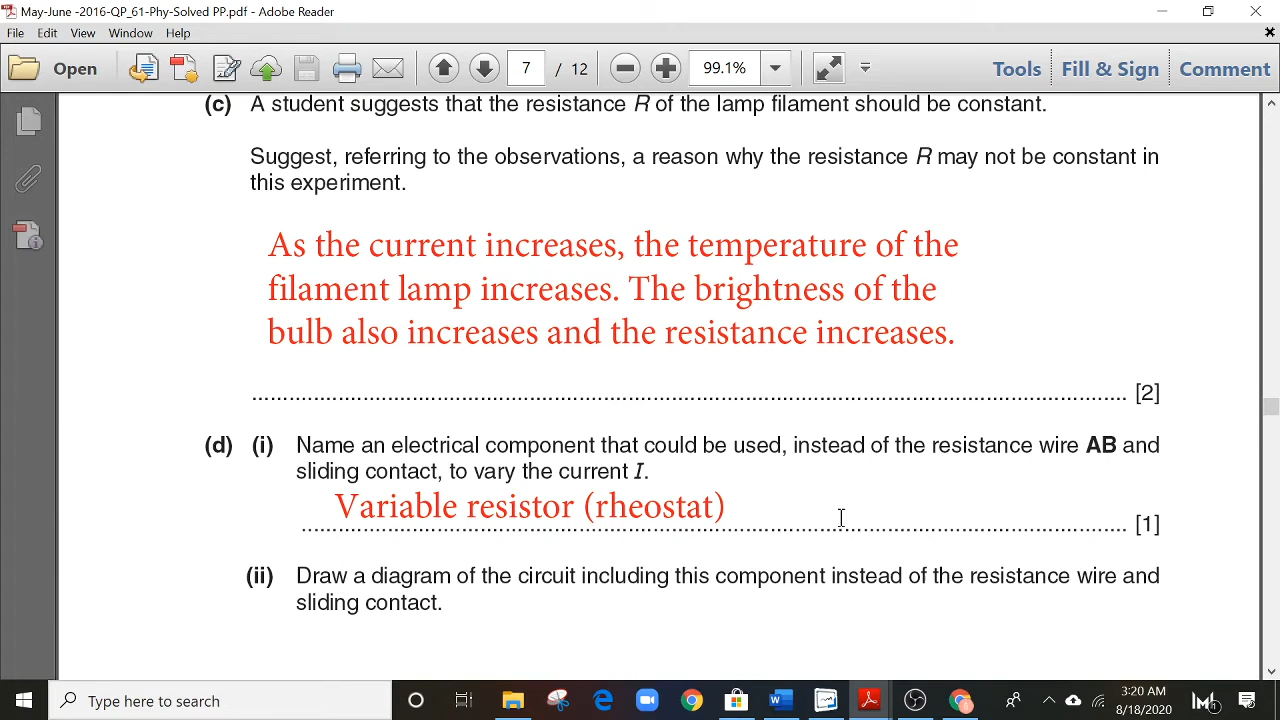 May-June -2016-QP_61-Phy-Solved PP.pdf - Adobe Reader
File Edit View Window Help
Open 7 / 12 99.1% Tools Fill & Sign Comment
(c) A student suggests that the resistance R of the lamp filament should be constant.
Suggest, referring to the observations, a reason why the resistance R may not be constant in
this experiment.
As the current increases, the temperature of the
filament lamp increases. The brightness of the
bulb also increases and the resistance increases.
[2]
(d) (i) Name an electrical component that could be used, instead of the resistance wire AB and
sliding contact, to vary the current I.
Variable resistor (rheostat)
[1]
(ii) Draw a diagram of the circuit including this component instead of the resistance wire and
sliding contact.
Type here to search
3:20 AM
8/18/2020